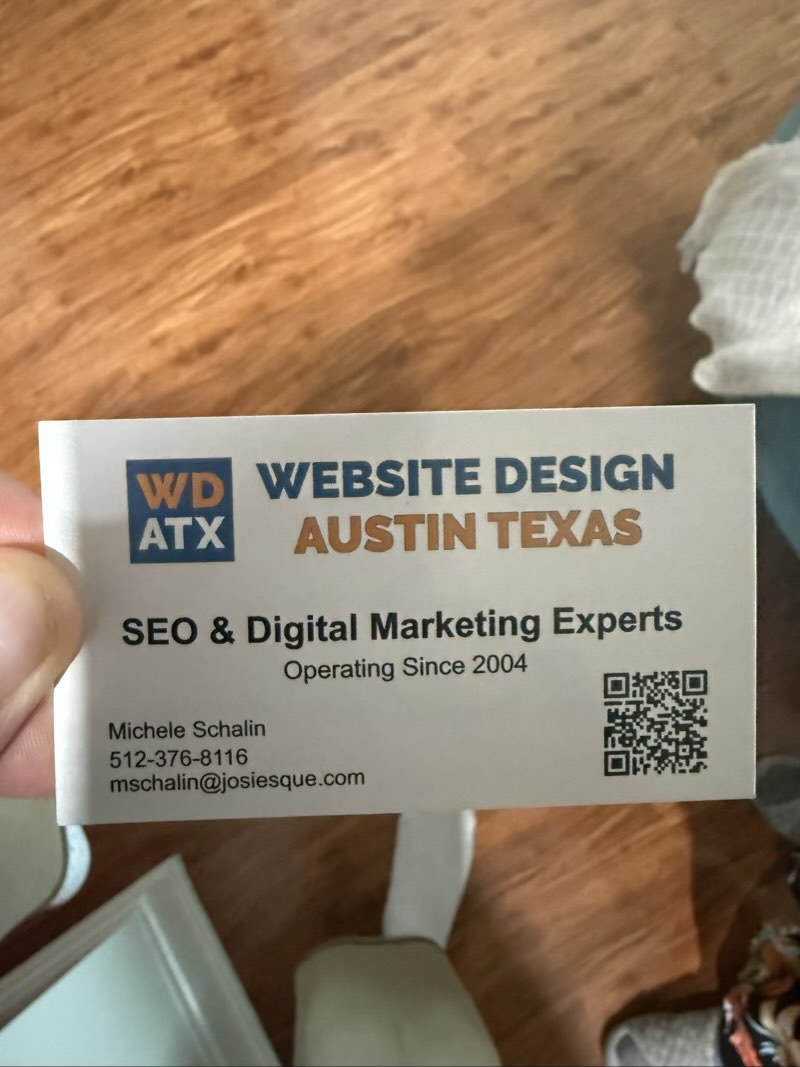 WD
ATX
WEBSITE DESIGN
AUSTIN TEXAS
SEO & Digital Marketing Experts
Operating Since 2004
Michele Schalin
512-376-8116
mschalin@josiesque.com